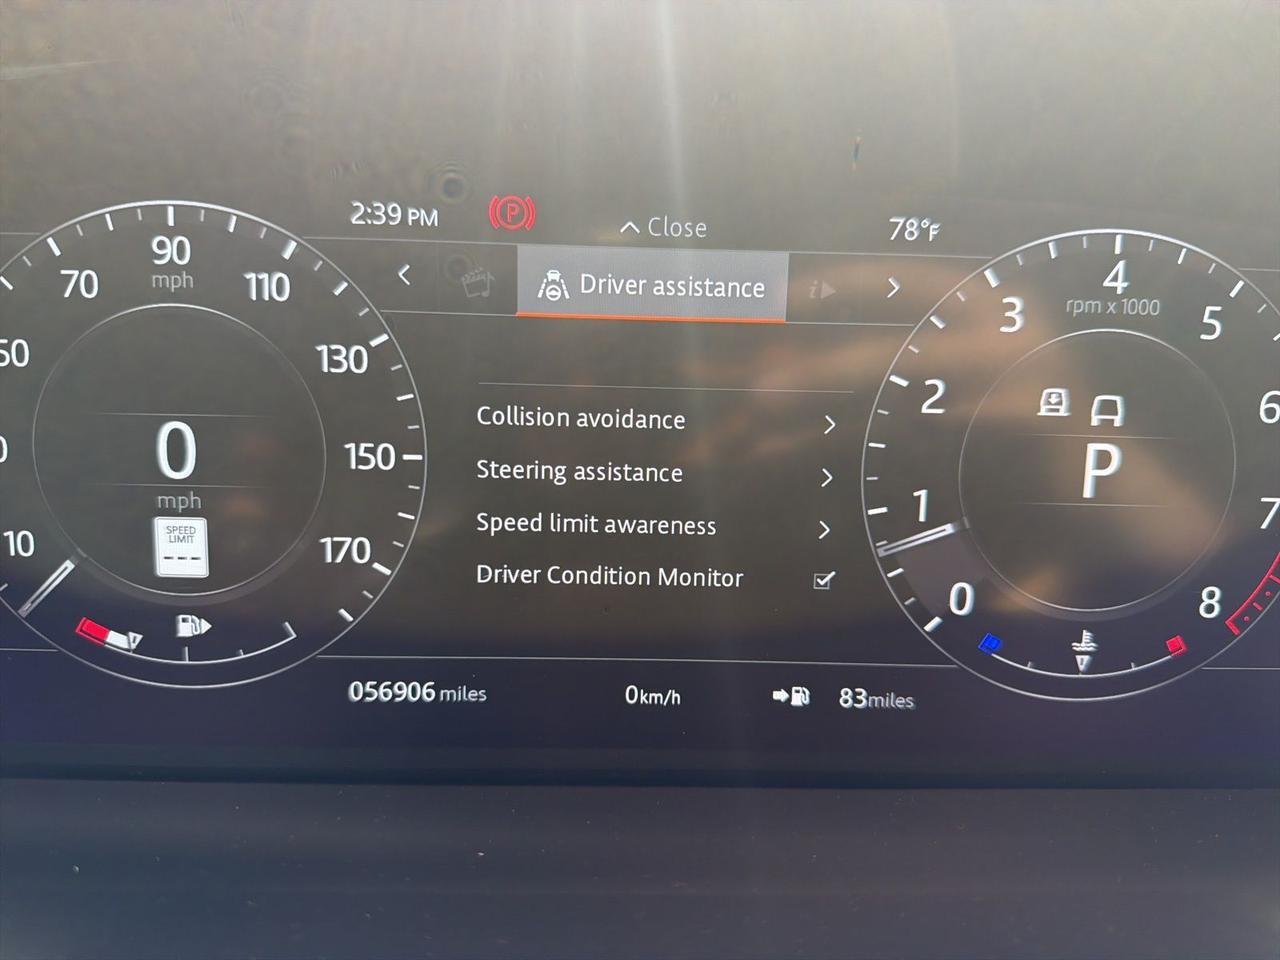 2:39 PM
P
Close
78°F
Driver assistance
70
90
mph
110
50
130
150
170
10
0
mph
SPEED
LIMIT
---
Collision avoidance
Steering assistance
Speed limit awareness
Driver Condition Monitor
0
1
2
3
4
rpm x 1000
5
6
7
8
P
056906 miles
0km/h
83miles